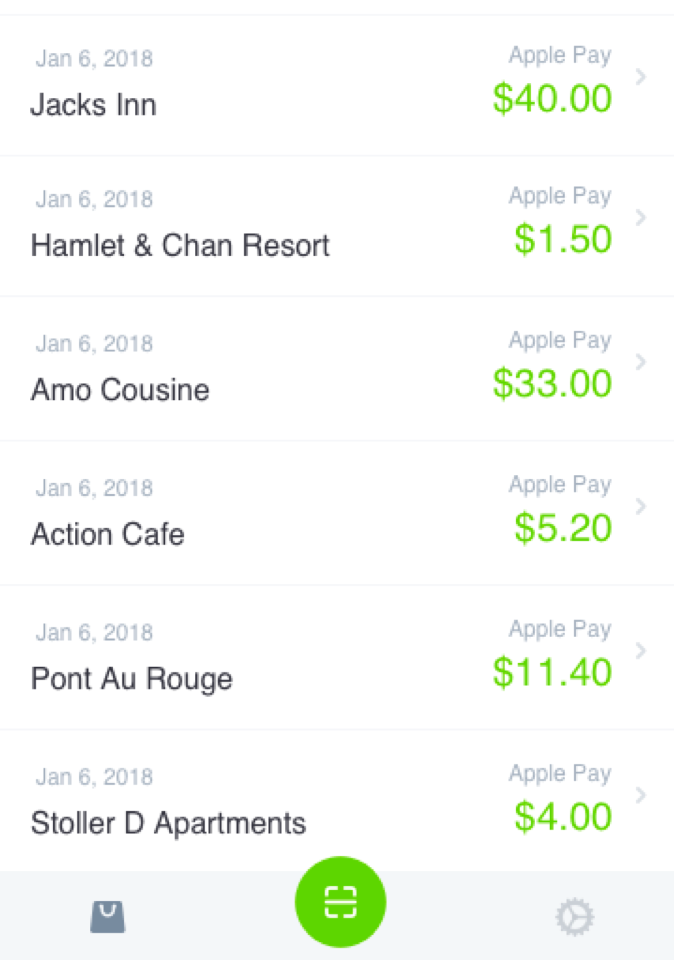 Jan 6, 2018 Apple Pay
Jacks Inn $40.00
Jan 6, 2018 Apple Pay
Hamlet & Chan Resort $1.50
Jan 6, 2018 Apple Pay
Amo Cousine $33.00
Jan 6, 2018 Apple Pay
Action Cafe $5.20
Jan 6, 2018 Apple Pay
Pont Au Rouge $11.40
Jan 6, 2018 Apple Pay
Stoller D Apartments $4.00